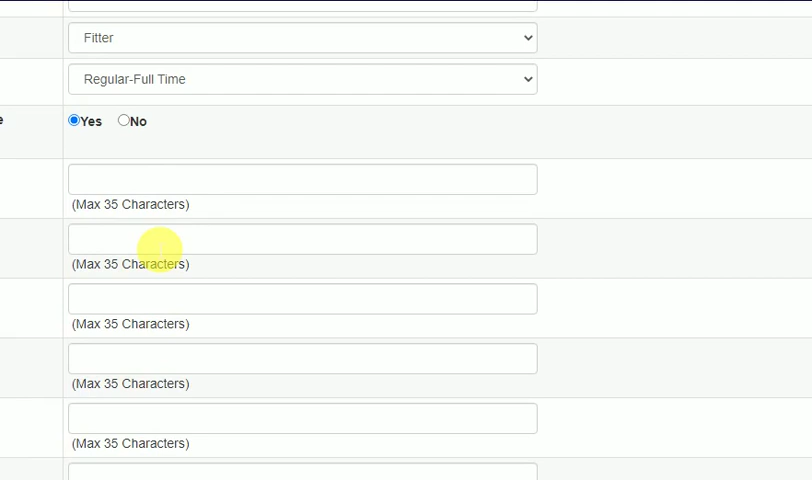 Fitter
Regular-Full Time
e
Yes No
(Max 35 Characters)
(Max 35 Characters)
(Max 35 Characters)
(Max 35 Characters)
(Max 35 Characters)